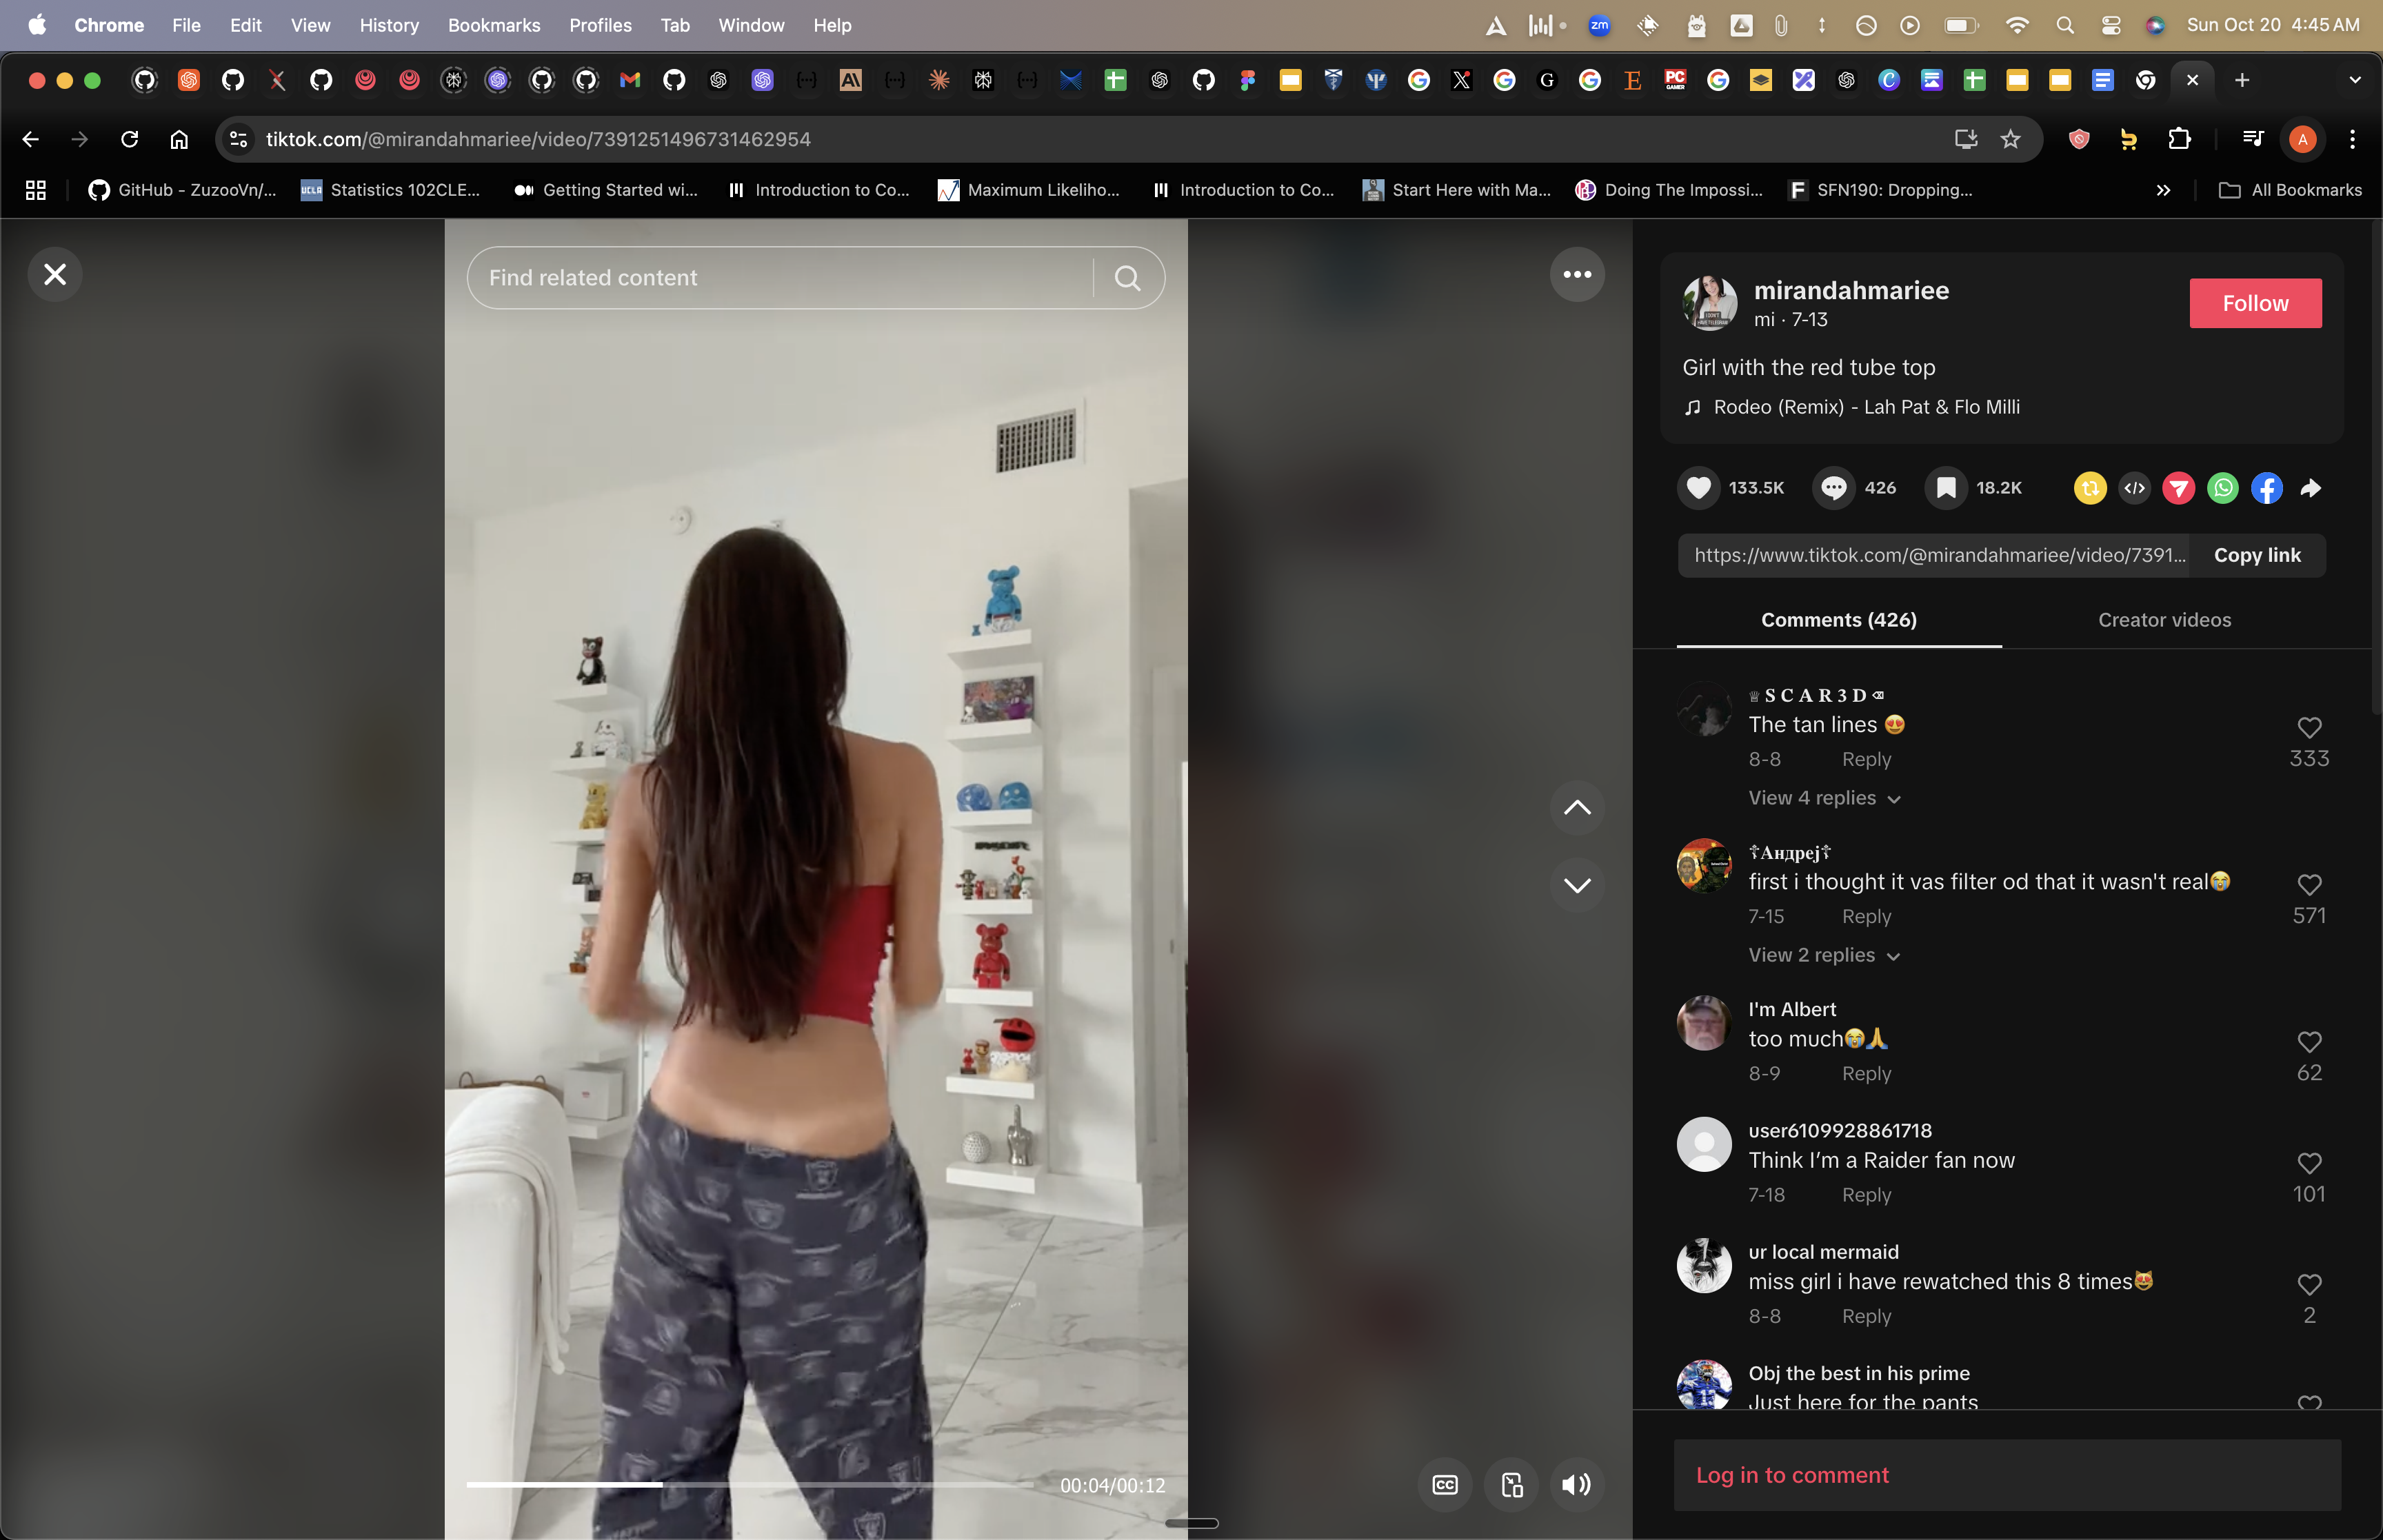 Chrome File Edit View History Bookmarks Profiles Tab Window Help
zm
Sun Oct 20 4:45 AM
tiktok.com/@mirandahmariee/video/7391251496731462954
A
GitHub - ZuzooVn/...
UCLA
Statistics 102CLE...
Getting Started wi...
Introduction to Co...
Maximum Likeliho...
Introduction to Co...
Start Here with Ma...
Doing The Impossi...
SFN190: Dropping...
All Bookmarks
Find related content
mirandahmariee
mi · 7-13
Follow
Girl with the red tube top
Rodeo (Remix) - Lah Pat & Flo Milli
133.5K
426
18.2K
https://www.tiktok.com/@mirandahmariee/video/7391...
Copy link
Comments (426)
Creator videos
♕ 𝐒 𝐂 𝐀 𝐑 𝟑 𝐃 ⌫
The tan lines 😍
8-8 Reply
333
View 4 replies
☦Андреј☦
first i thought it vas filter od that it wasn't real😭
7-15 Reply
571
View 2 replies
I'm Albert
too much😭🙏
8-9 Reply
62
user6109928861718
Think I’m a Raider fan now
7-18 Reply
101
ur local mermaid
miss girl i have rewatched this 8 times😻
8-8 Reply
2
Obj the best in his prime
Just here for the pants
00:04/00:12
CC
Log in to comment